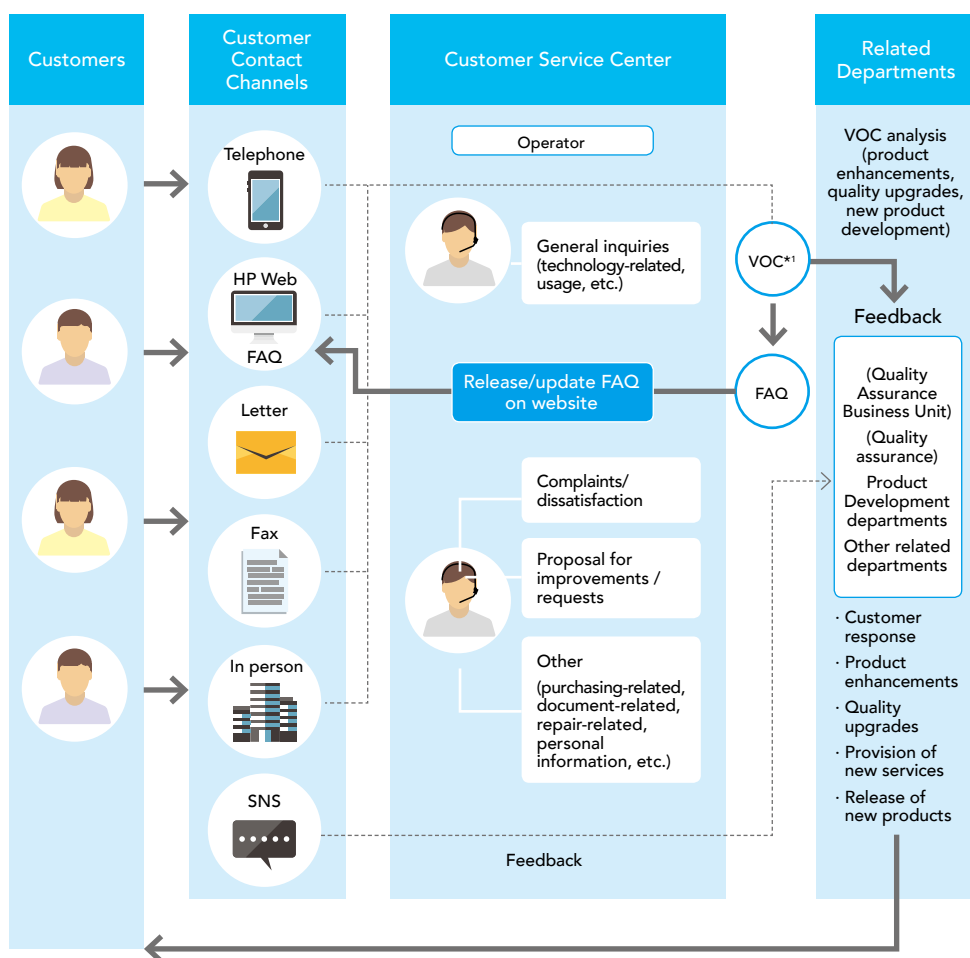 Customers
Customer
Contact
Channels
Customer Service Center
Related
Departments
Telephone
HP Web
FAQ
Letter
Fax
In person
SNS
Operator
General inquiries
(technology-related,
usage, etc.)
VOC*1
FAQ
Release/update FAQ
on website
Complaints/
dissatisfaction
Proposal for
improvements /
requests
Other
(purchasing-related,
document-related,
repair-related,
personal
information, etc.)
Feedback
VOC analysis
(product
enhancements,
quality upgrades,
new product
development)
Feedback
(Quality
Assurance
Business Unit)
(Quality
assurance)
Product
Development
departments
Other related
departments
· Customer
response
· Product
enhancements
· Quality
upgrades
· Provision of
new services
· Release of
new products